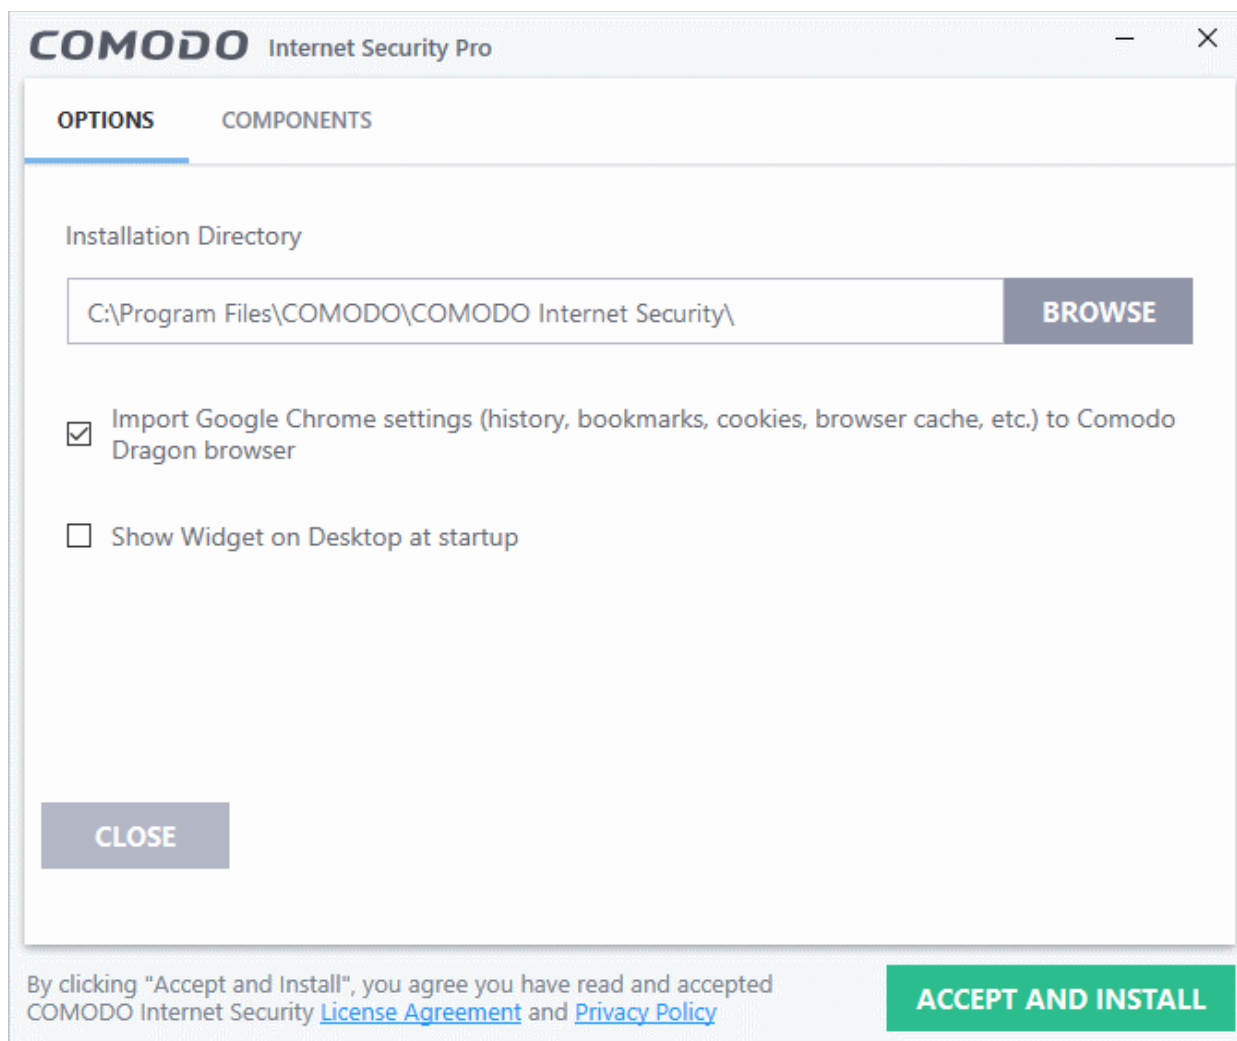 COMODO Internet Security Pro
OPTIONS COMPONENTS
Installation Directory
C:\Program Files\COMODO\COMODO Internet Security\ BROWSE
Import Google Chrome settings (history, bookmarks, cookies, browser cache, etc.) to Comodo
Dragon browser
Show Widget on Desktop at startup
CLOSE
By clicking "Accept and Install", you agree you have read and accepted
COMODO Internet Security License Agreement and Privacy Policy
ACCEPT AND INSTALL